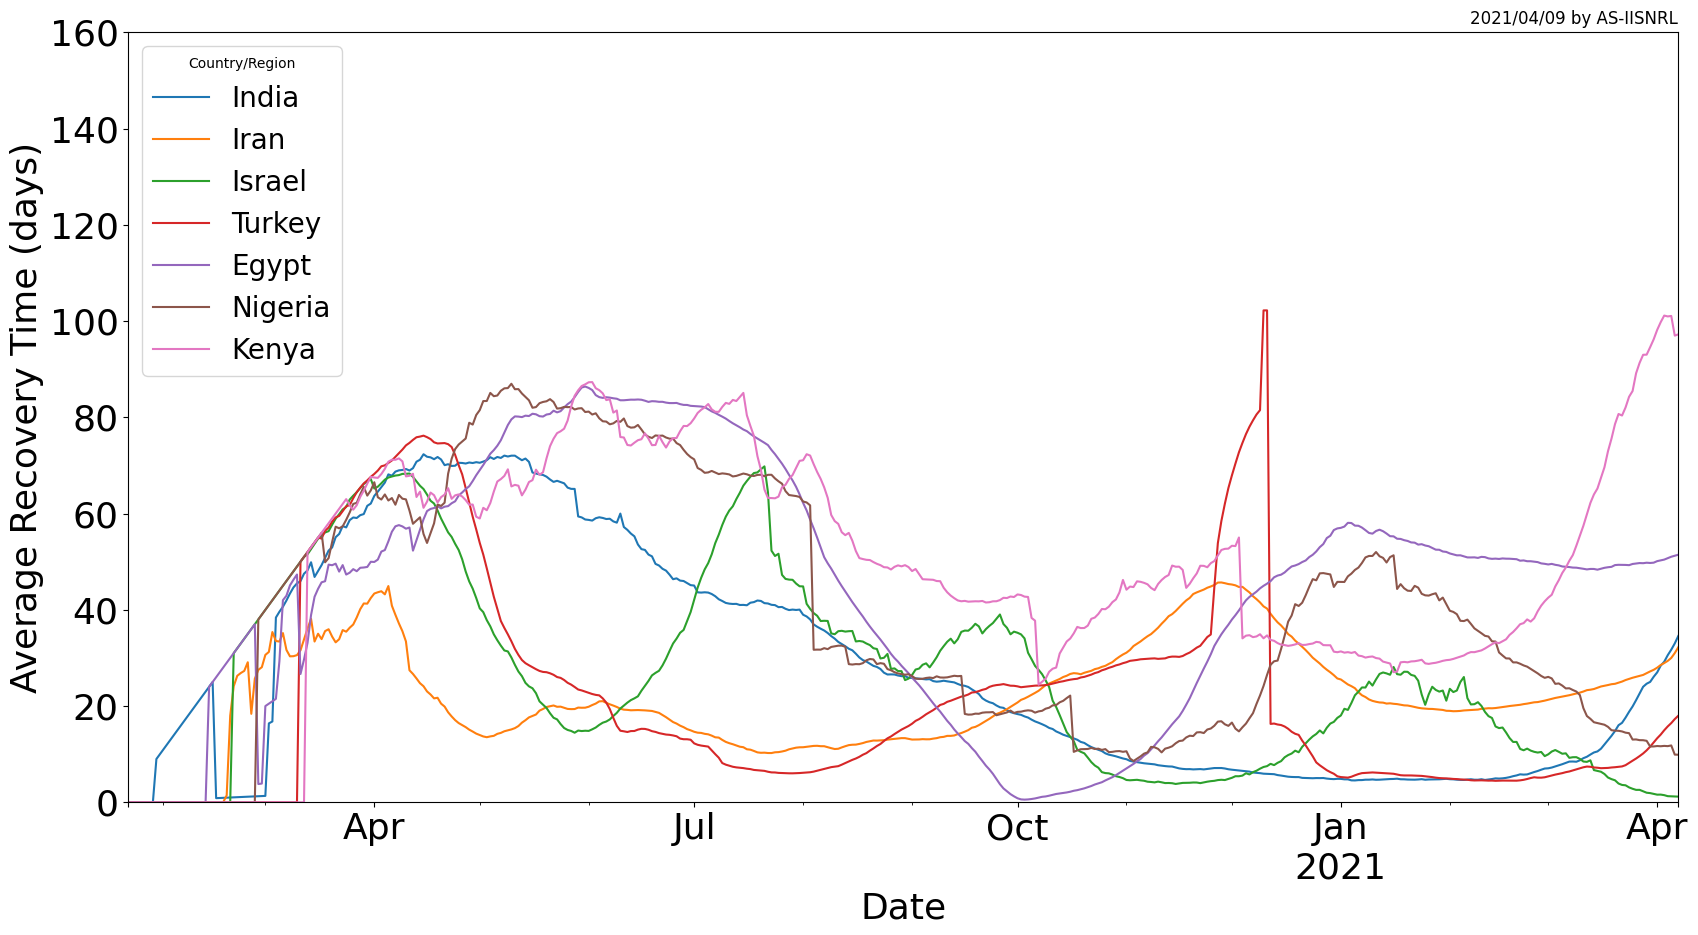 2021/04/09 by AS-IISNRL
160
140
120
100
80
60
40
20
0
Average Recovery Time (days)
Country/Region
India
Iran
Israel
Turkey
Egypt
Nigeria
Kenya
Apr
Jul
Oct
Jan
2021
Apr
Date